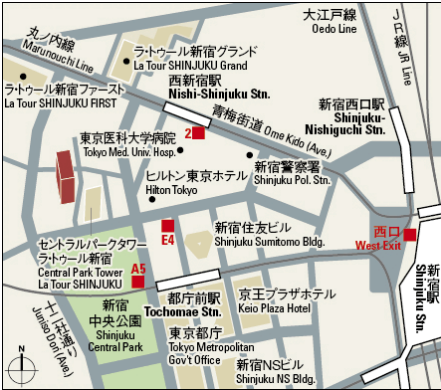 大江戸線
Oedo Line
JR線 JR Line
丸ノ内線
Marunouchi Line
ラ・トゥール新宿グランド
La Tour SHINJUKU Grand
西新宿駅
Nishi-Shinjuku Stn.
ラ・トゥール新宿ファースト
La Tour SHINJUKU FIRST
青梅街道 Ome Kido (Ave.)
新宿西口駅
Shinjuku-
Nishiguchi Stn.
2
東京医科大学病院
Tokyo Med. Univ. Hosp.
新宿警察署
Shinjuku Pol. Stn.
ヒルトン東京ホテル
Hilton Tokyo
E4
新宿住友ビル
Shinjuku Sumitomo Bldg.
西口
West Exit
セントラルパークタワー
ラ・トゥール新宿
Central Park Tower
La Tour SHINJUKU
A5
新宿駅
Shinjuku Stn.
都庁前駅
Tochomae Stn.
京王プラザホテル
Keio Plaza Hotel
十二社通り
Juniso Dori (Ave.)
新宿
中央公園
Shinjuku
Central Park
東京都庁
Tokyo Metropolitan
Gov't Office
新宿NSビル
Shinjuku NS Bldg.
N